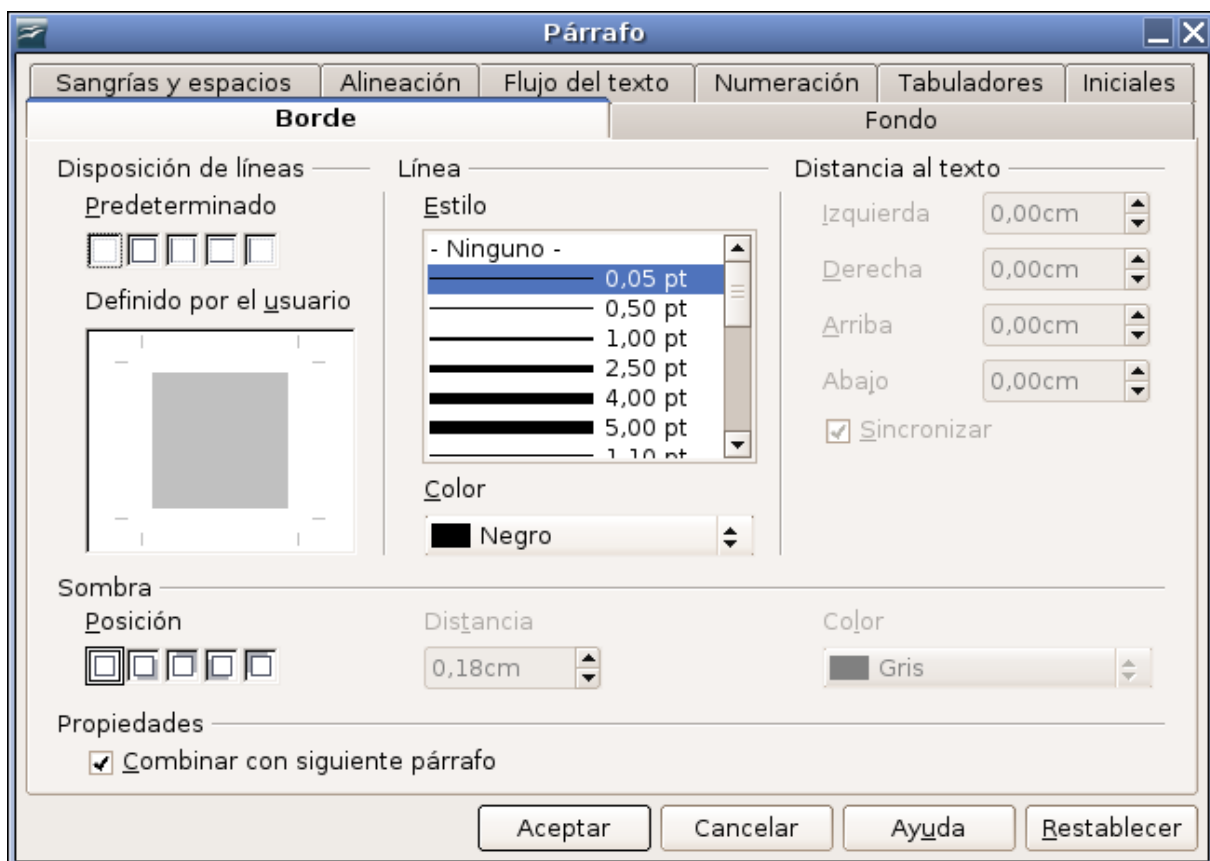 Párrafo
Sangrías y espacios
Alineación
Flujo del texto
Numeración
Tabuladores
Iniciales
Borde
Fondo
Disposición de líneas
Predeterminado
Definido por el usuario
Línea
Estilo
- Ninguno -
0,05 pt
0,50 pt
1,00 pt
2,50 pt
4,00 pt
5,00 pt
1,10 pt
Color
Negro
Distancia al texto
Izquierda 0,00cm
Derecha 0,00cm
Arriba 0,00cm
Abajo 0,00cm
Sincronizar
Sombra
Posición
Distancia
0,18cm
Color
Gris
Propiedades
Combinar con siguiente párrafo
Aceptar
Cancelar
Ayuda
Restablecer